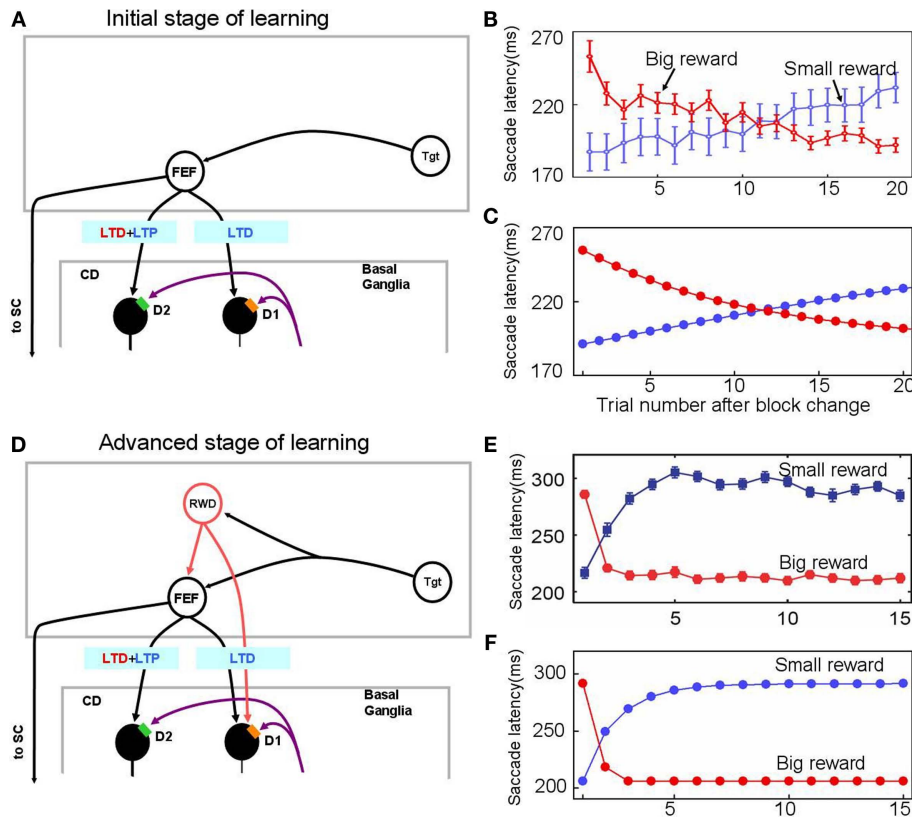 A
Initial stage of learning
Tgt
FEF
LTD+LTP
LTD
CD
Basal
Ganglia
D2
D1
to SC
B
Saccade latency(ms)
270
220
170
Big reward
Small reward
5
10
15
20
C
Saccade latency(ms)
270
220
170
5
10
15
20
Trial number after block change
D
Advanced stage of learning
RWD
Tgt
FEF
LTD+LTP
LTD
CD
Basal
Ganglia
D2
D1
to SC
E
Saccade latency(ms)
300
250
200
Small reward
Big reward
5
10
15
F
Saccade latency(ms)
300
250
200
Small reward
Big reward
5
10
15